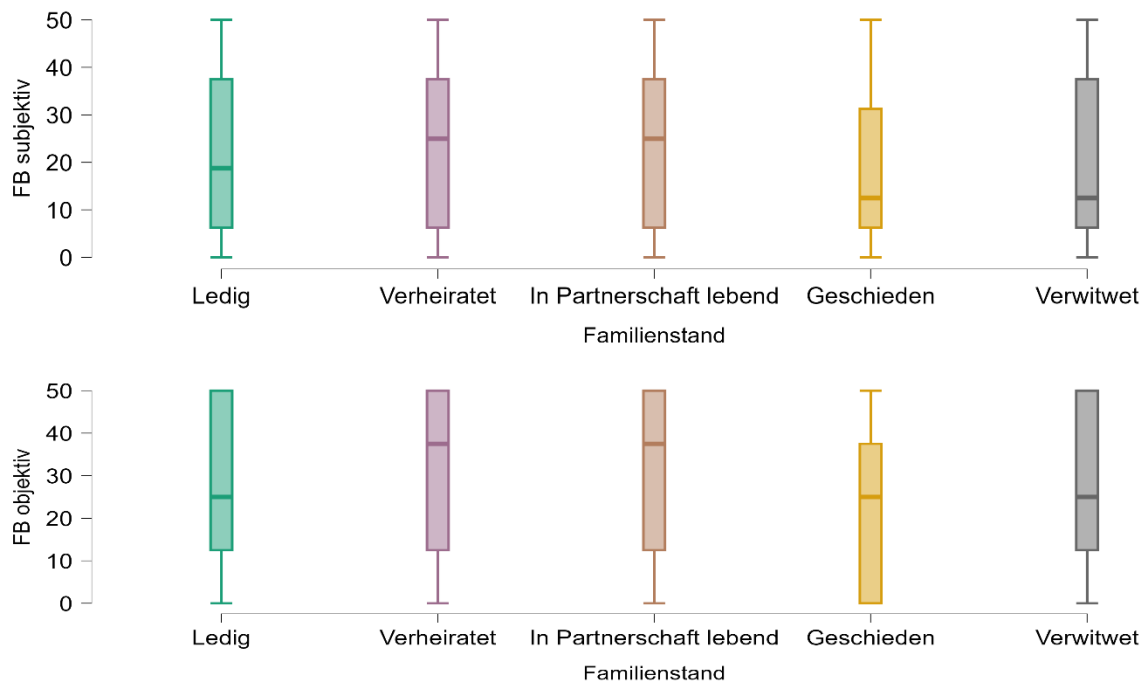 FB subjektiv
50
40
30
20
10
0
Ledig Verheiratet In Partnerschaft lebend Geschieden Verwitwet
Familienstand
FB objektiv
50
40
30
20
10
0
Ledig Verheiratet In Partnerschaft lebend Geschieden Verwitwet
Familienstand